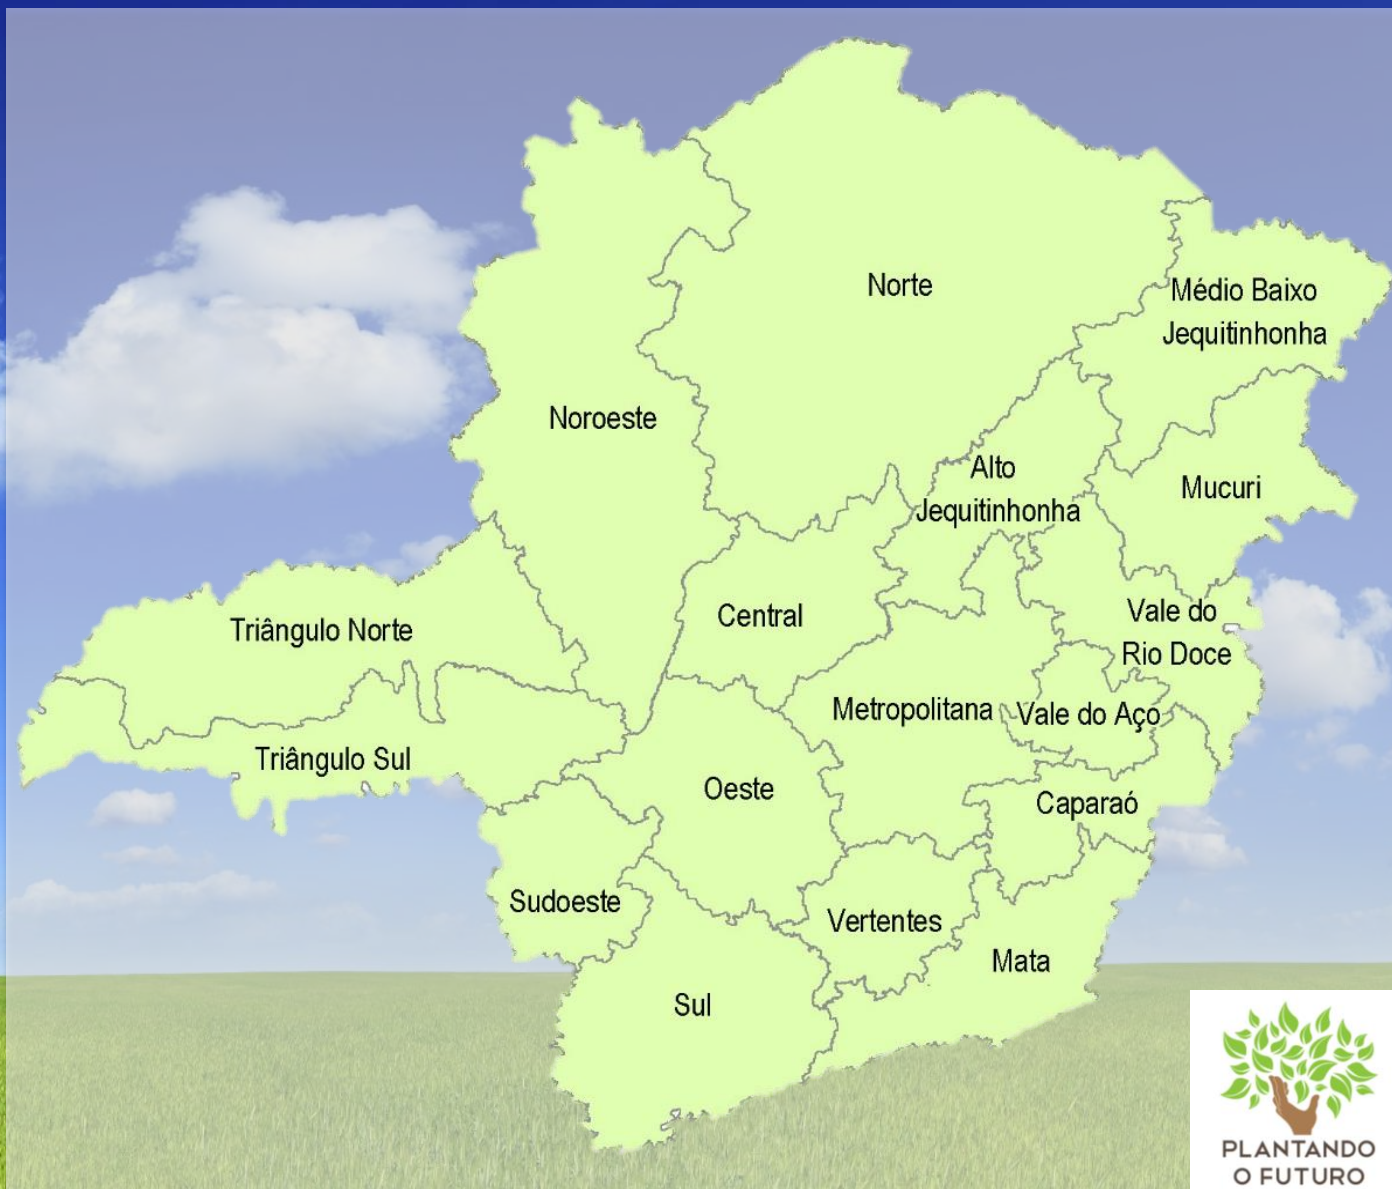 Norte
Médio Baixo
Jequitinhonha
Noroeste
Alto
Jequitinhonha
Mucuri
Central
Triângulo Norte
Vale do
Rio Doce
Metropolitana
Vale do Aço
Triângulo Sul
Oeste
Caparaó
Sudoeste
Vertentes
Mata
Sul
PLANTANDO
O FUTURO